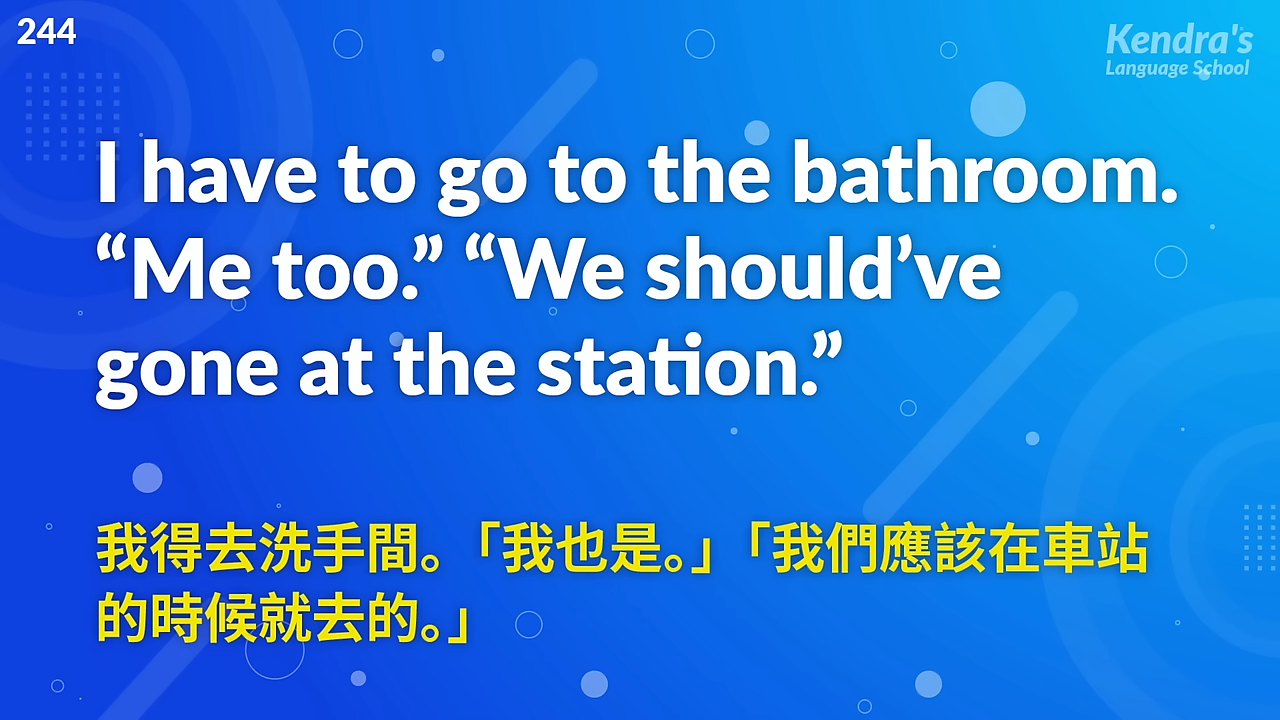 244
Kendra's
Language School
I have to go to the bathroom.
“Me too.” “We should’ve
gone at the station.”
我得去洗手間。「我也是。」「我們應該在車站
的時候就去的。」